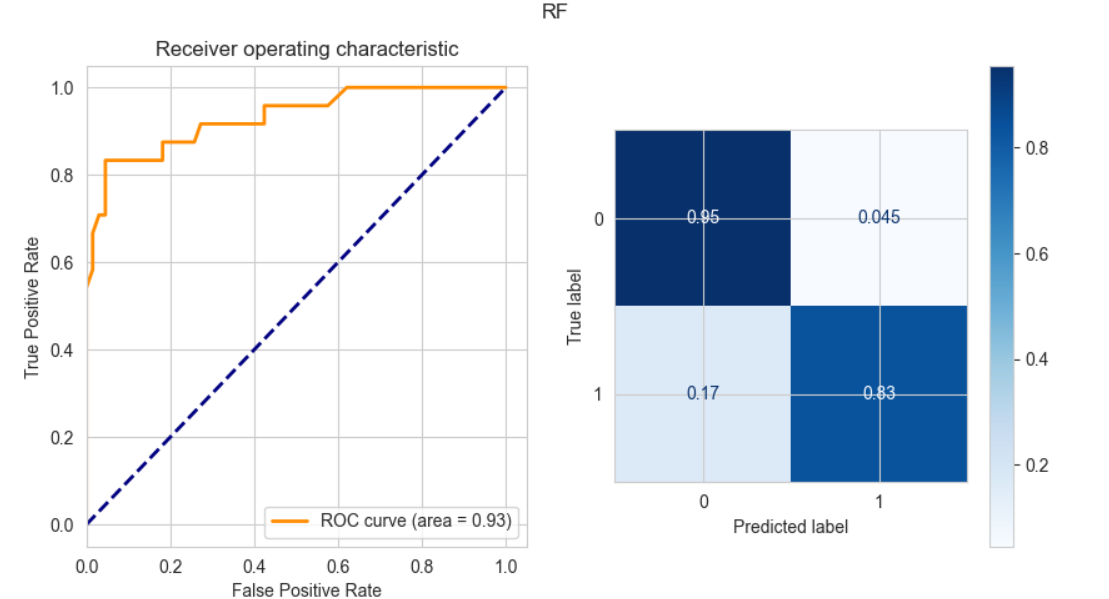 RF
Receiver operating characteristic
1.0
0.8
0.6
0.4
0.2
0.0
True Positive Rate
0.0 0.2 0.4 0.6 0.8 1.0
False Positive Rate
ROC curve (area = 0.93)
0
1
True label
0.95 0.045
0.17 0.83
0 1
Predicted label
0.8
0.6
0.4
0.2